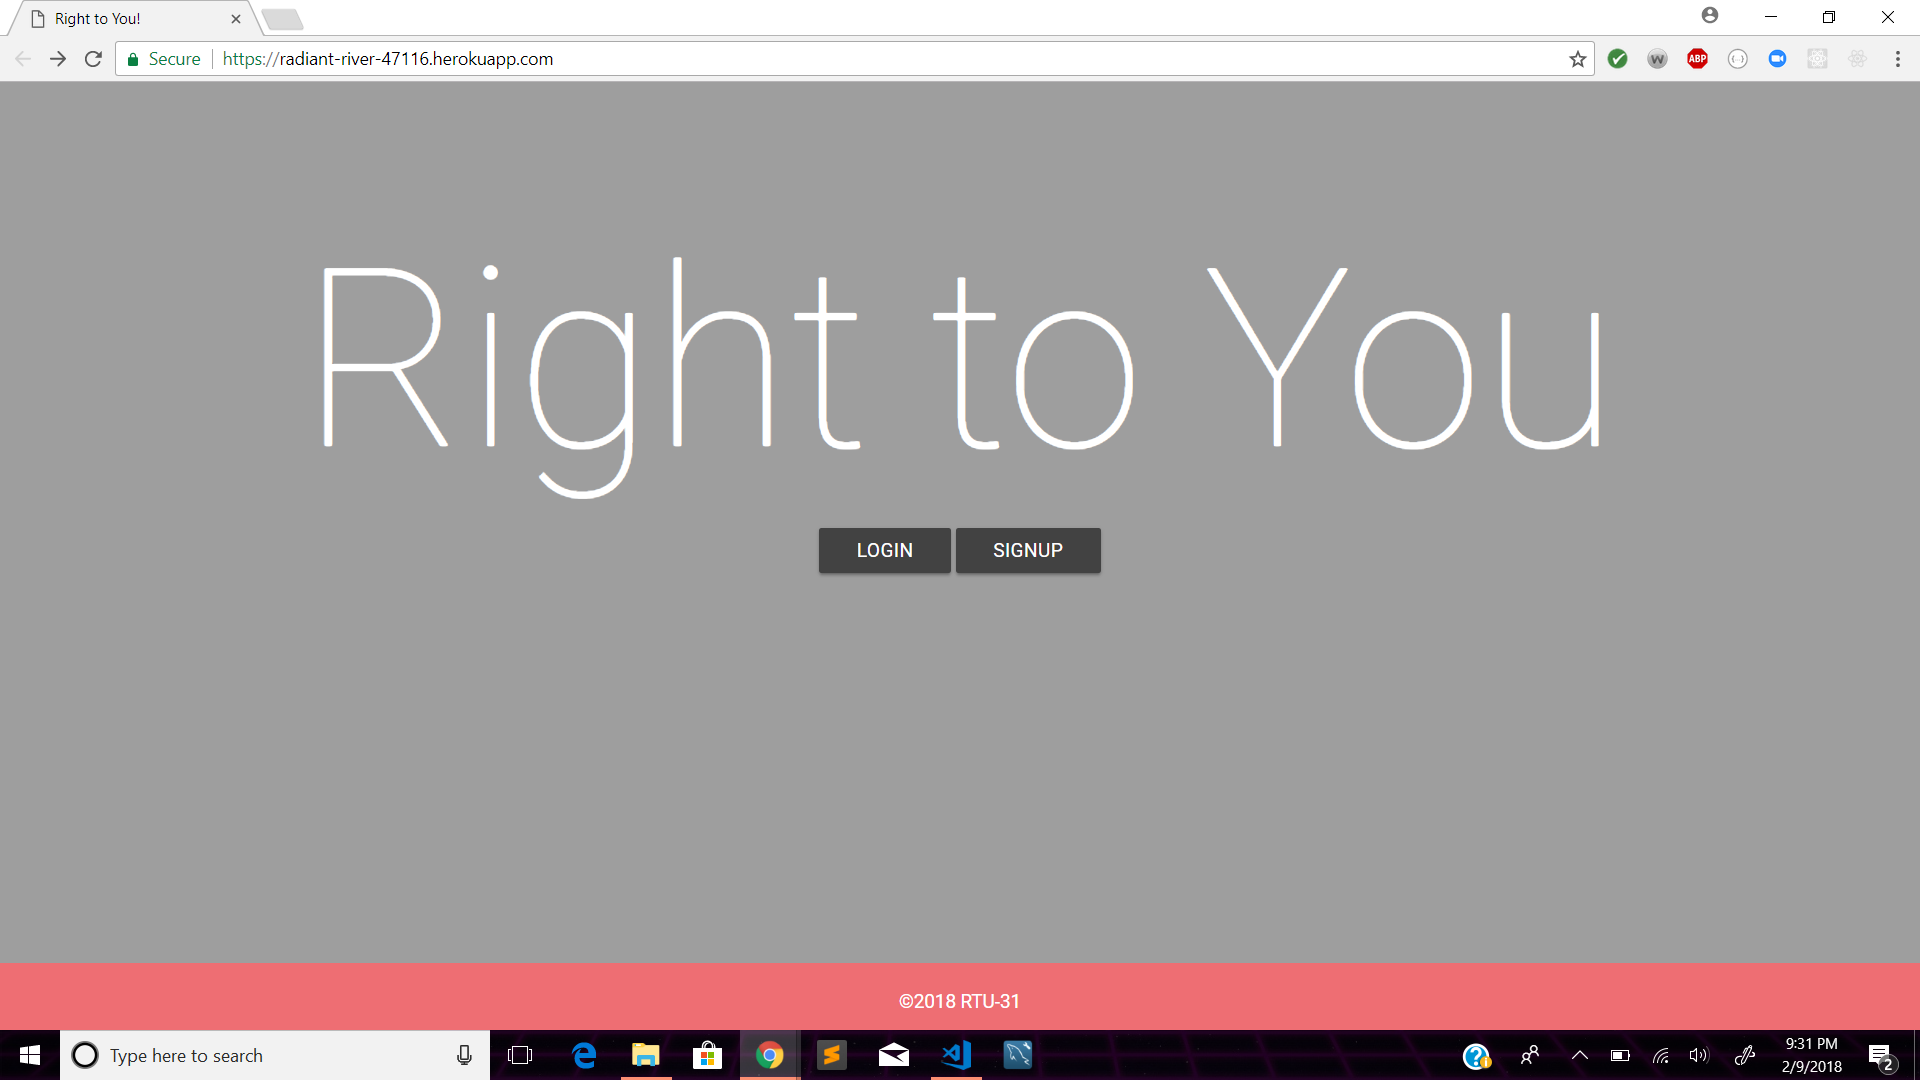 Right to You!
Secure https://radiant-river-47116.herokuapp.com
W
ABP
Right to You
LOGIN SIGNUP
©2018 RTU-31
Type here to search
9:31 PM
2/9/2018
2